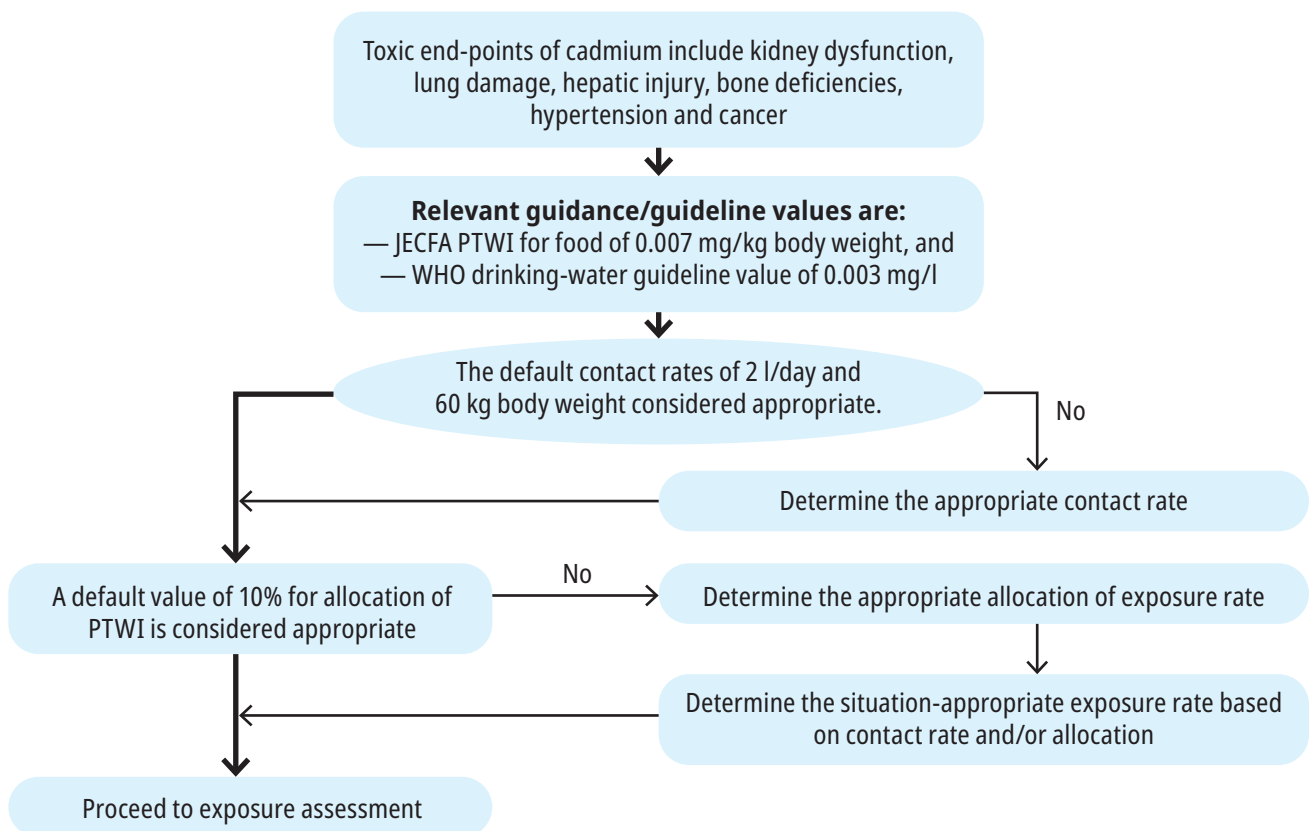 Toxic end-points of cadmium include kidney dysfunction,
lung damage, hepatic injury, bone deficiencies,
hypertension and cancer
Relevant guidance/guideline values are:
— JECFA PTWI for food of 0.007 mg/kg body weight, and
— WHO drinking-water guideline value of 0.003 mg/l
The default contact rates of 2 l/day and
60 kg body weight considered appropriate.
No
Determine the appropriate contact rate
A default value of 10% for allocation of
PTWI is considered appropriate
No
Determine the appropriate allocation of exposure rate
Determine the situation-appropriate exposure rate based
on contact rate and/or allocation
Proceed to exposure assessment